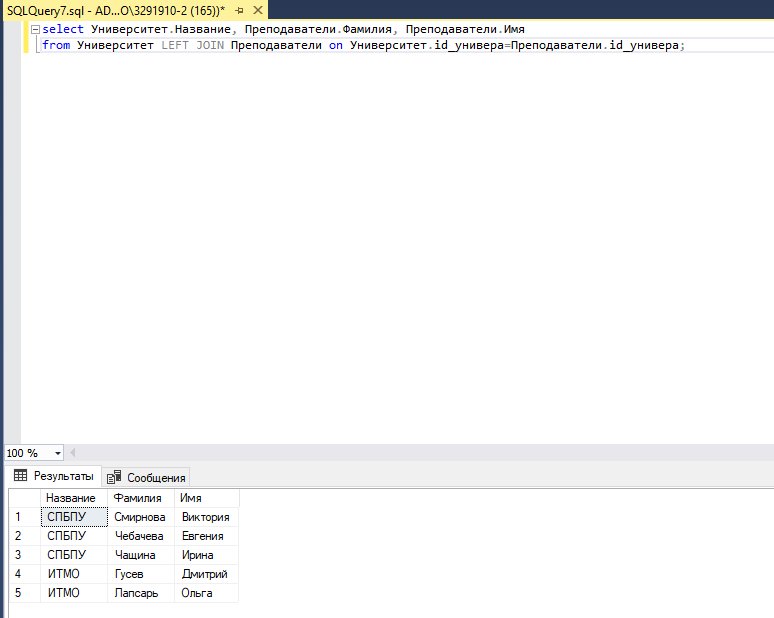 SQLQuery7.sql - AD...O\3291910-2 (165))*
select Университет.Название, Преподаватели.Фамилия, Преподаватели.Имя
from Университет LEFT JOIN Преподаватели on Университет.id_универа=Преподаватели.id_универа;
100 %
Результаты Сообщения
Название Фамилия Имя
1 СПБПУ Смирнова Виктория
2 СПБПУ Чебачева Евгения
3 СПБПУ Чащина Ирина
4 ИТМО Гусев Дмитрий
5 ИТМО Лапсарь Ольга